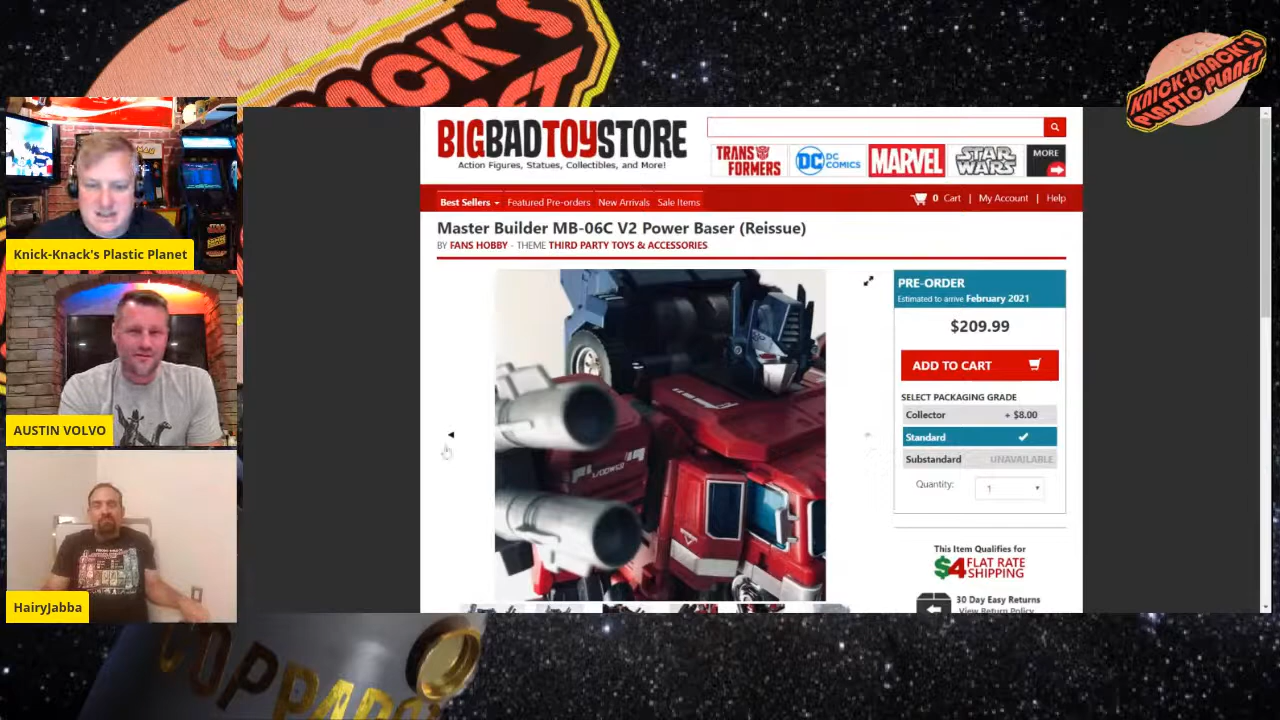 KNICK-KNACK'S
PLASTIC PLANET
Knick-Knack's Plastic Planet
AUSTIN VOLVO
HairyJabba
BIGBADTOYSTORE
Action Figures, Statues, Collectibles, and More!
TRANSFORMERS
DC COMICS
MARVEL
STAR WARS
MORE
Best Sellers
Featured Pre-orders
New Arrivals
Sale Items
0 Cart | My Account | Help
Master Builder MB-06C V2 Power Baser (Reissue)
BY FANS HOBBY - THEME THIRD PARTY TOYS & ACCESSORIES
PRE-ORDER
Estimated to arrive February 2021
$209.99
ADD TO CART
SELECT PACKAGING GRADE
Collector + $8.00
Standard
Substandard UNAVAILABLE
Quantity: 1
This Item Qualifies for
$4 FLAT RATE
SHIPPING
30 Day Easy Returns
View Return Policy